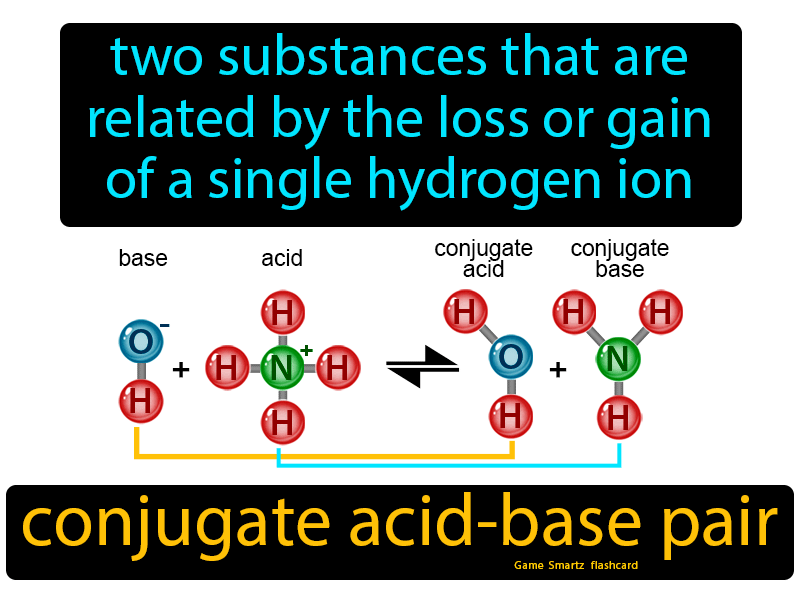 two substances that are
related by the loss or gain
of a single hydrogen ion
base
acid
conjugate
acid
conjugate
base
O -
H
+
H
H N + H
H
H
O
H
+
H H
N
H
conjugate acid-base pair
Game Smartz flashcard